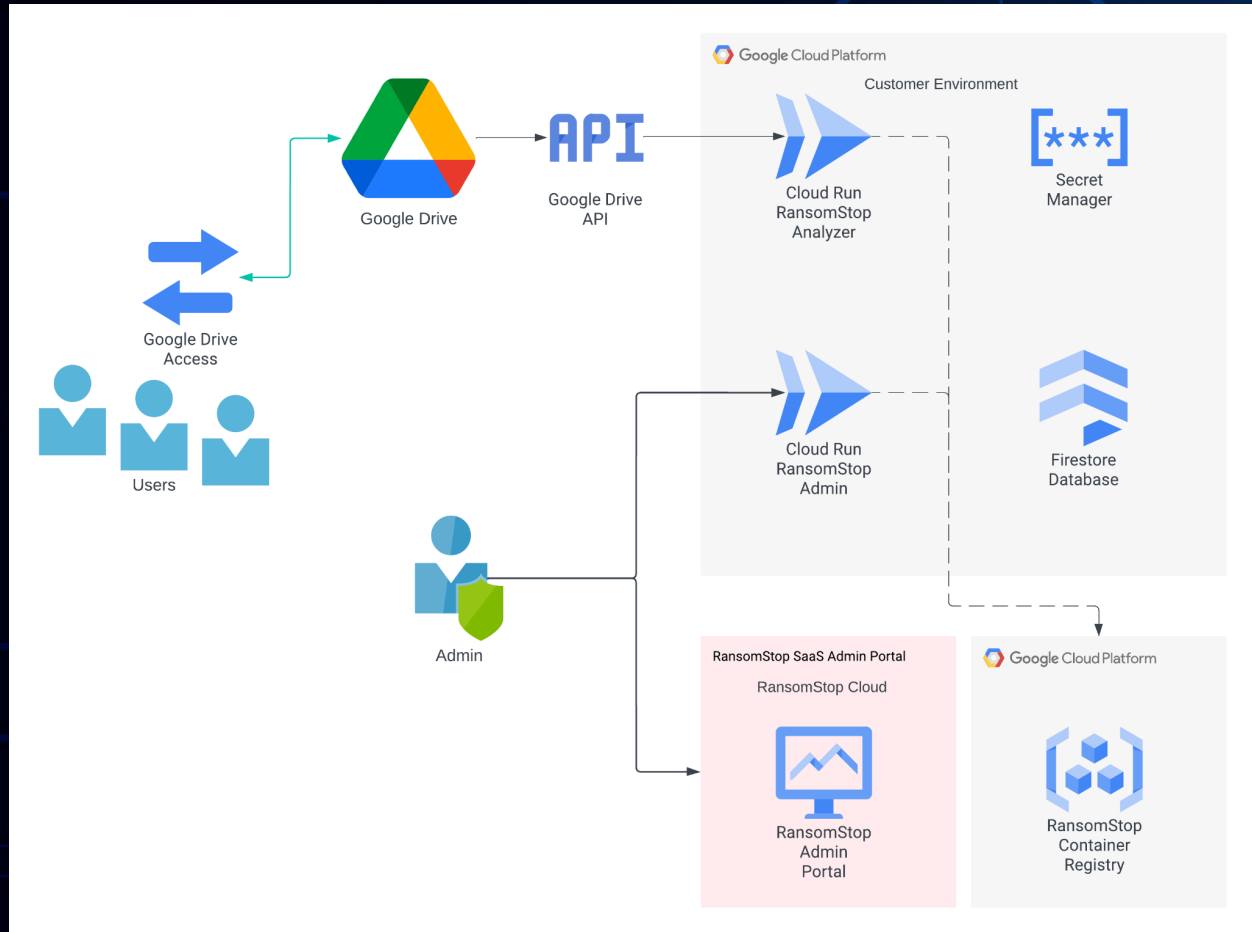 Google Cloud Platform
Customer Environment
Google Drive
API
Google Drive
API
Cloud Run
RansomStop
Analyzer
[***]
Secret
Manager
Google Drive
Access
Users
Cloud Run
RansomStop
Admin
Firestore
Database
Admin
RansomStop SaaS Admin Portal
RansomStop Cloud
RansomStop
Admin
Portal
Google Cloud Platform
RansomStop
Container
Registry